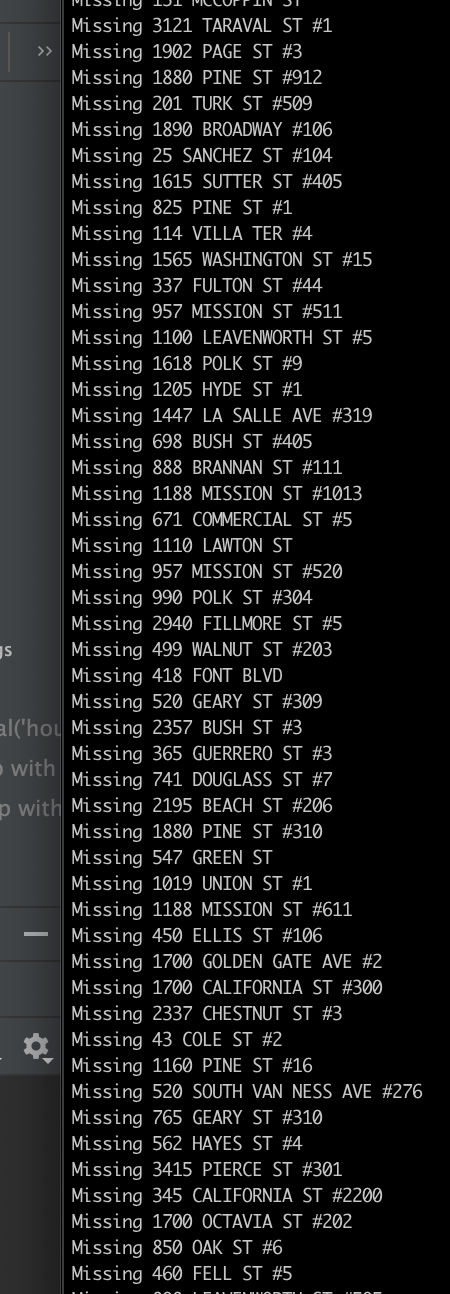 Missing 151 MCCOPPIN ST
Missing 3121 TARAVAL ST #1
Missing 1902 PAGE ST #3
Missing 1880 PINE ST #912
Missing 201 TURK ST #509
Missing 1890 BROADWAY #106
Missing 25 SANCHEZ ST #104
Missing 1615 SUTTER ST #405
Missing 825 PINE ST #1
Missing 114 VILLA TER #4
Missing 1565 WASHINGTON ST #15
Missing 337 FULTON ST #44
Missing 957 MISSION ST #511
Missing 1100 LEAVENWORTH ST #5
Missing 1618 POLK ST #9
Missing 1205 HYDE ST #1
Missing 1447 LA SALLE AVE #319
Missing 698 BUSH ST #405
Missing 888 BRANNAN ST #111
Missing 1188 MISSION ST #1013
Missing 671 COMMERCIAL ST #5
Missing 1110 LAWTON ST
Missing 957 MISSION ST #520
Missing 990 POLK ST #304
Missing 2940 FILLMORE ST #5
Missing 499 WALNUT ST #203
Missing 418 FONT BLVD
Missing 520 GEARY ST #309
Missing 2357 BUSH ST #3
Missing 365 GUERRERO ST #3
Missing 741 DOUGLASS ST #7
Missing 2195 BEACH ST #206
Missing 1880 PINE ST #310
Missing 547 GREEN ST
Missing 1019 UNION ST #1
Missing 1188 MISSION ST #611
Missing 450 ELLIS ST #106
Missing 1700 GOLDEN GATE AVE #2
Missing 1700 CALIFORNIA ST #300
Missing 2337 CHESTNUT ST #3
Missing 43 COLE ST #2
Missing 1160 PINE ST #16
Missing 520 SOUTH VAN NESS AVE #276
Missing 765 GEARY ST #310
Missing 562 HAYES ST #4
Missing 3415 PIERCE ST #301
Missing 345 CALIFORNIA ST #2200
Missing 1700 OCTAVIA ST #202
Missing 850 OAK ST #6
Missing 460 FELL ST #5
LEAVENWORTH ST
gs
al('hou
p with
p with